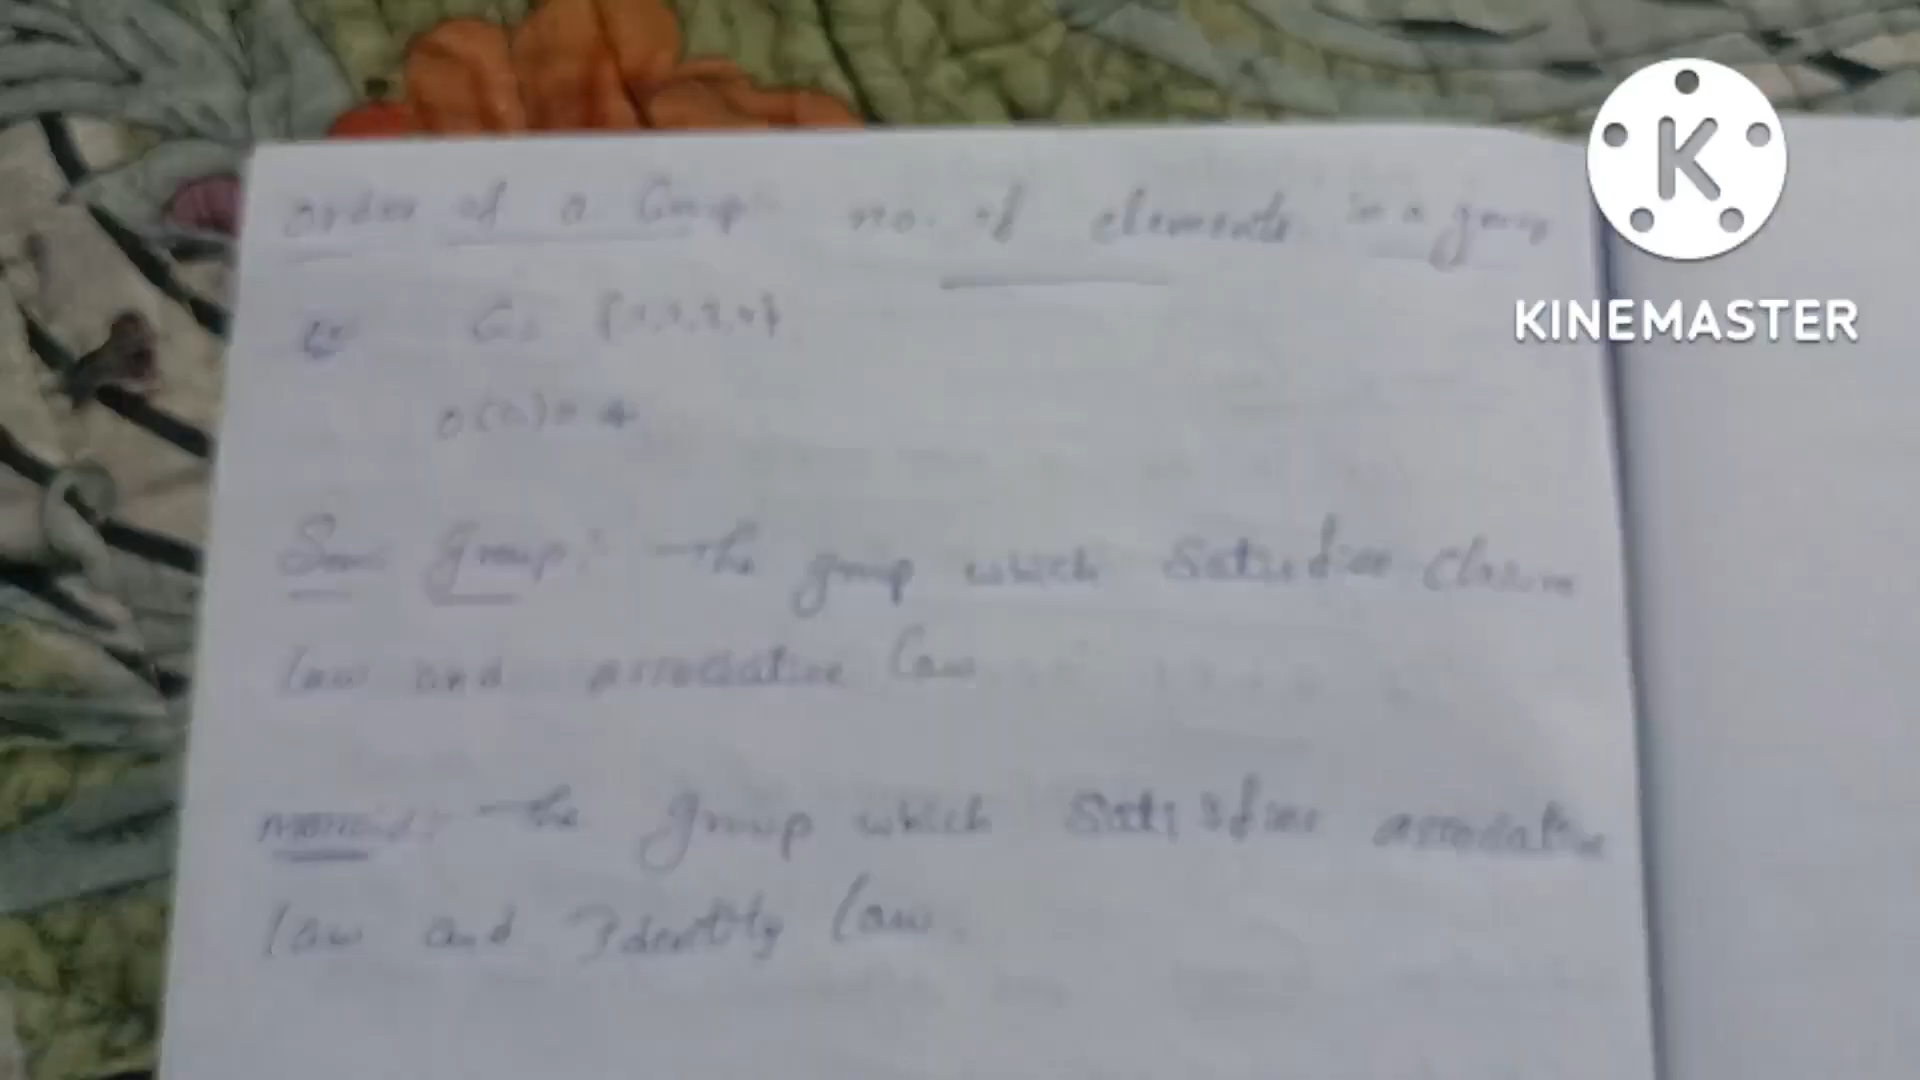 order of a Group: no. of elements in a group
KINEMASTER
G = {1,2,3,4}
o(G) = 4
Semi group: The group which satisfies closure
law and associative law
monoid: The group which satisfies associative
law and Identity law.